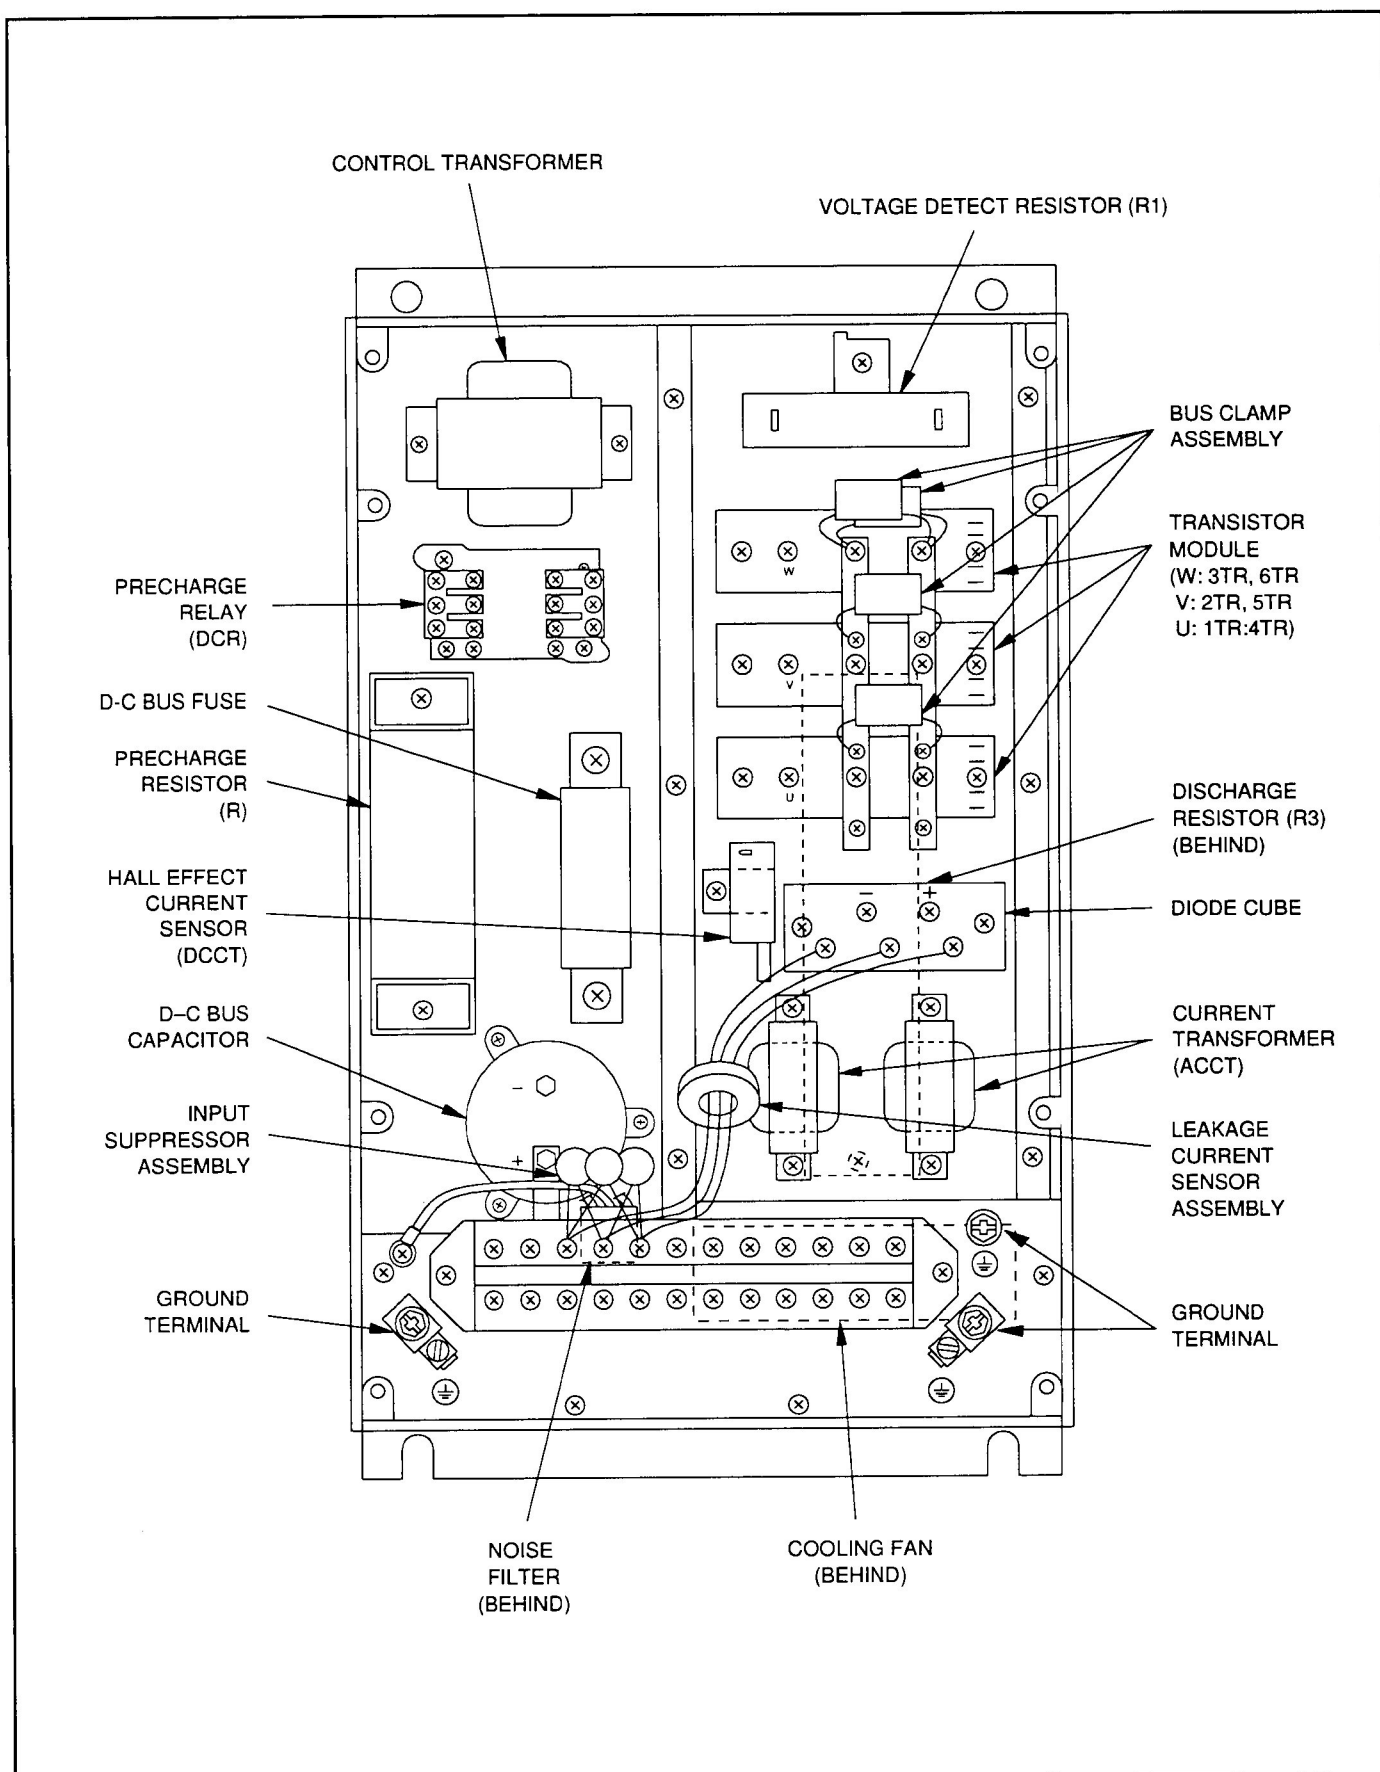 CONTROL TRANSFORMER
VOLTAGE DETECT RESISTOR (R1)
BUS CLAMP
ASSEMBLY
TRANSISTOR
MODULE
(W: 3TR, 6TR
V: 2TR, 5TR
U: 1TR:4TR)
PRECHARGE
RELAY
(DCR)
D-C BUS FUSE
PRECHARGE
RESISTOR
(R)
HALL EFFECT
CURRENT
SENSOR
(DCCT)
D–C BUS
CAPACITOR
INPUT
SUPPRESSOR
ASSEMBLY
GROUND
TERMINAL
W
V
U
DISCHARGE
RESISTOR (R3)
(BEHIND)
DIODE CUBE
− +
CURRENT
TRANSFORMER
(ACCT)
LEAKAGE
CURRENT
SENSOR
ASSEMBLY
−
+
GROUND
TERMINAL
NOISE
FILTER
(BEHIND)
COOLING FAN
(BEHIND)